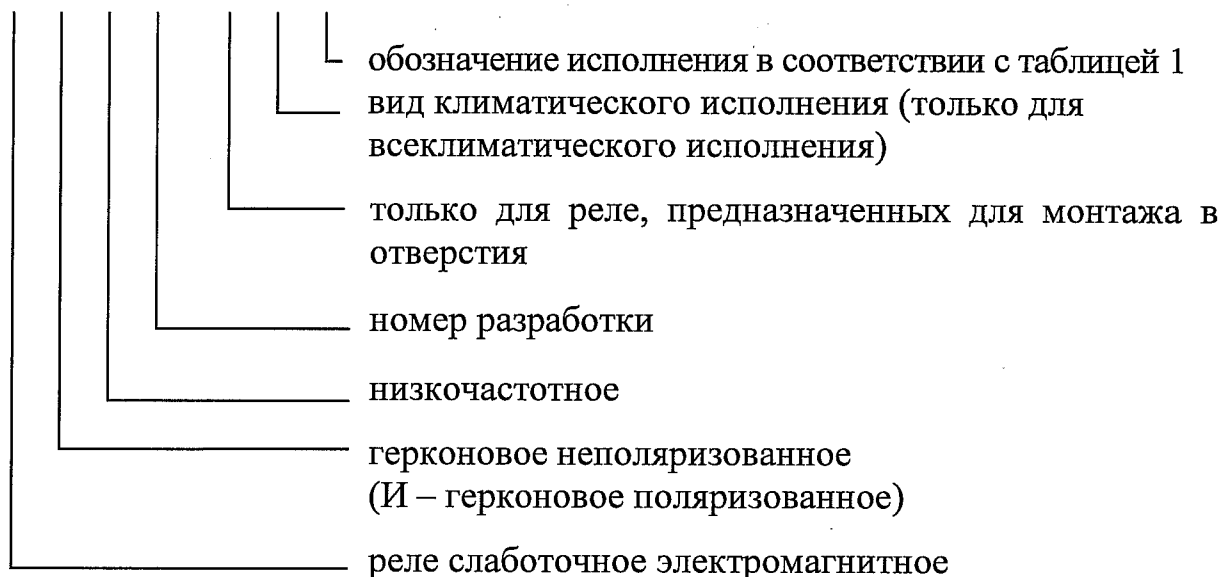 обозначение исполнения в соответствии с таблицей 1
вид климатического исполнения (только для
всеклиматического исполнения)
только для реле, предназначенных для монтажа в
отверстия
номер разработки
низкочастотное
герконовое неполяризованное
(И – герконовое поляризованное)
реле слаботочное электромагнитное